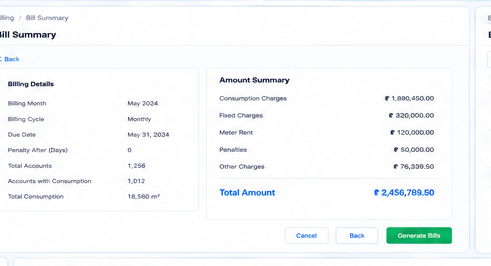 Billing / Bill Summary
Bill Summary
Back
Billing Details
Billing Month May 2024
Billing Cycle Monthly
Due Date May 31, 2024
Penalty After (Days) 0
Total Accounts 1,256
Accounts with Consumption 1,012
Total Consumption 18,560 m³
Amount Summary
Consumption Charges ₹ 1,890,450.00
Fixed Charges ₹ 320,000.00
Meter Rent ₹ 120,000.00
Penalties ₹ 50,000.00
Other Charges ₹ 76,339.50
Total Amount ₹ 2,456,789.50
Cancel
Back
Generate Bills